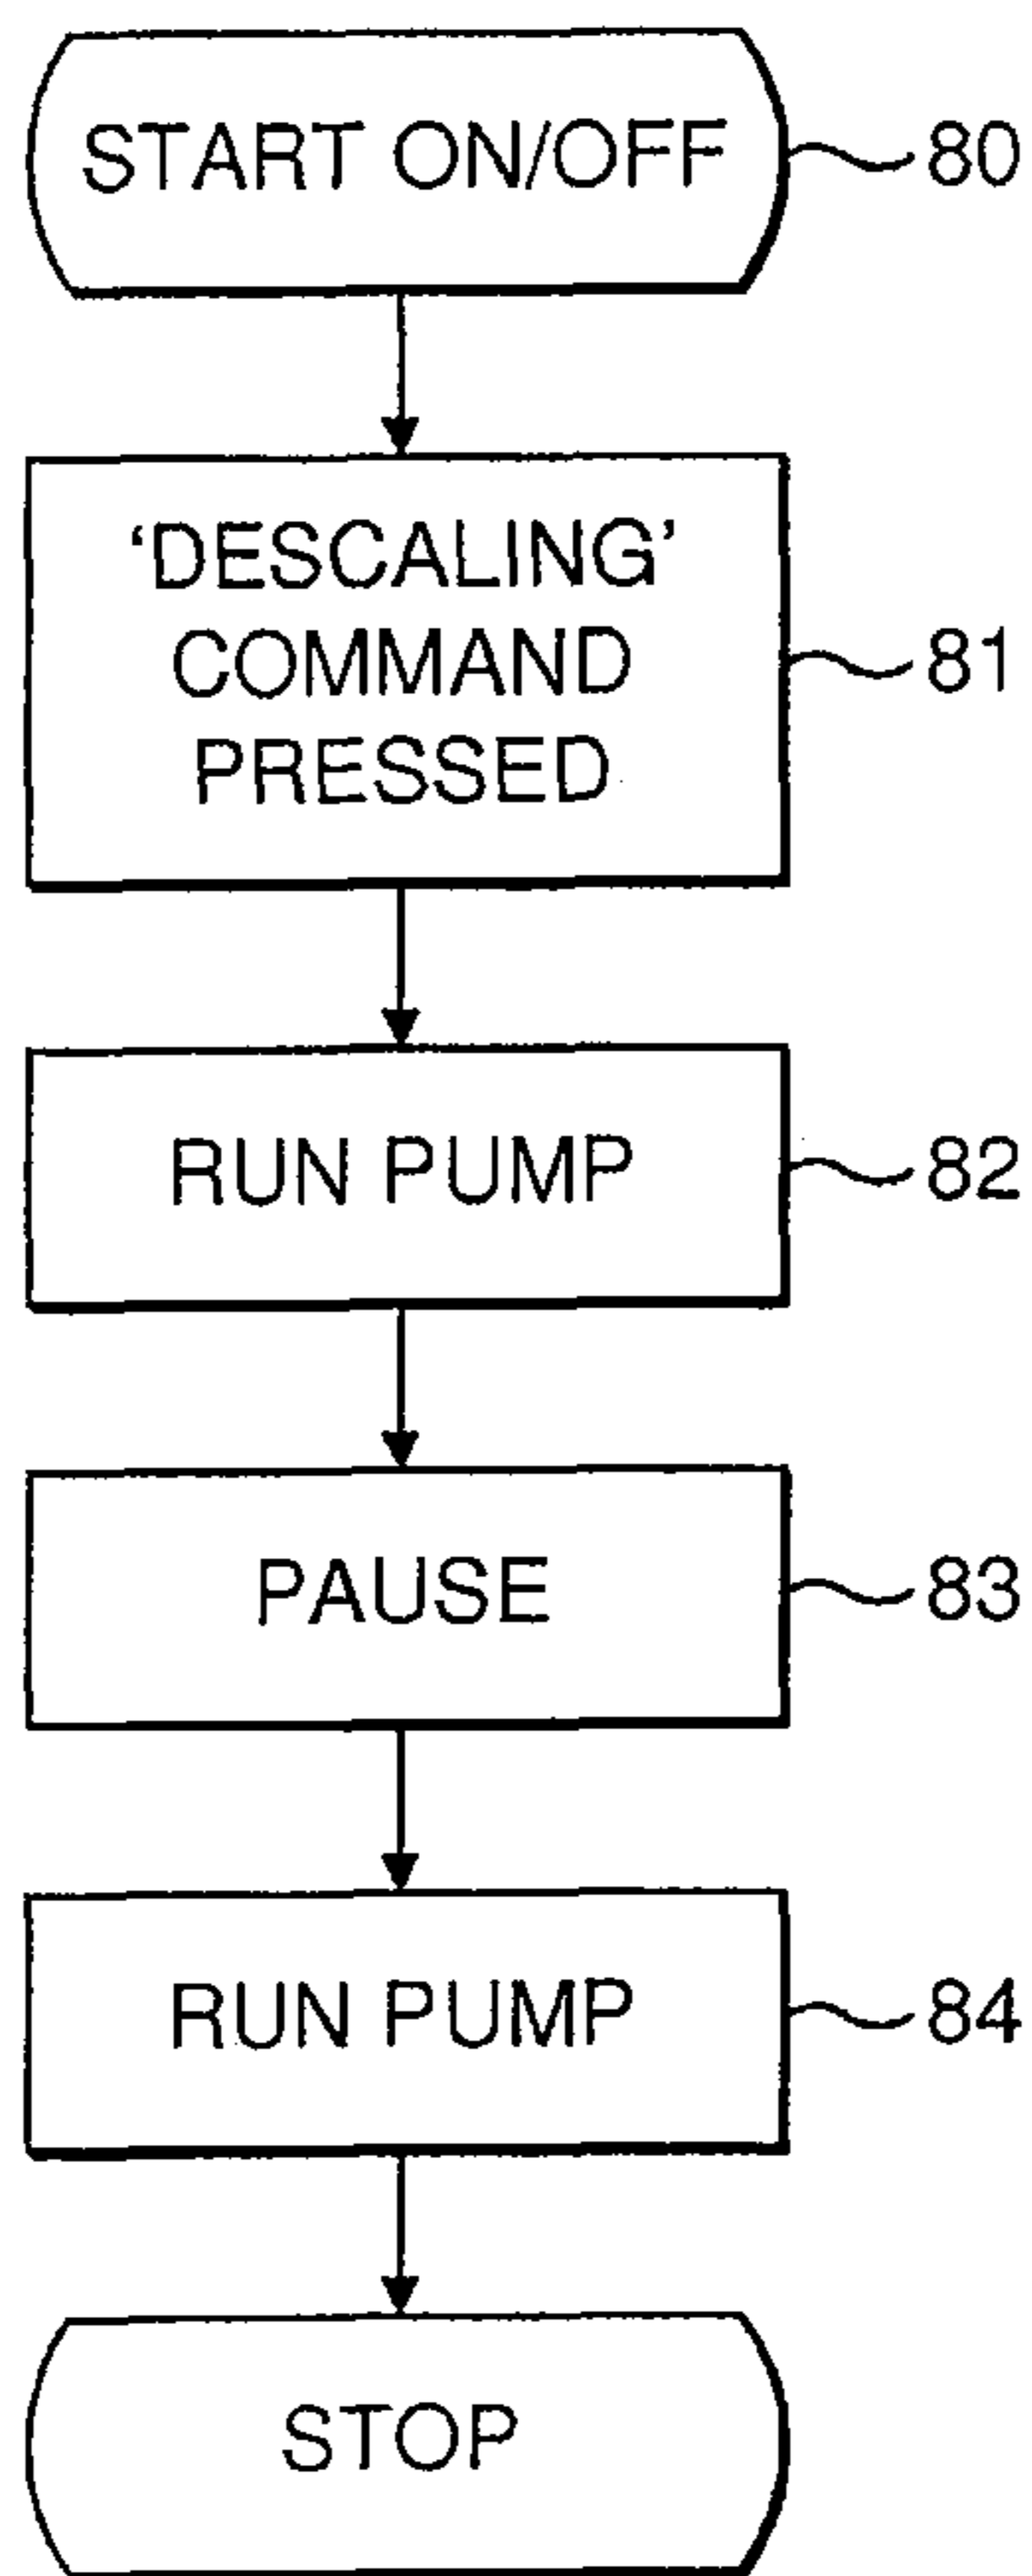 START ON/OFF
80
‘DESCALING’
COMMAND
PRESSED
81
RUN PUMP
82
PAUSE
83
RUN PUMP
84
STOP